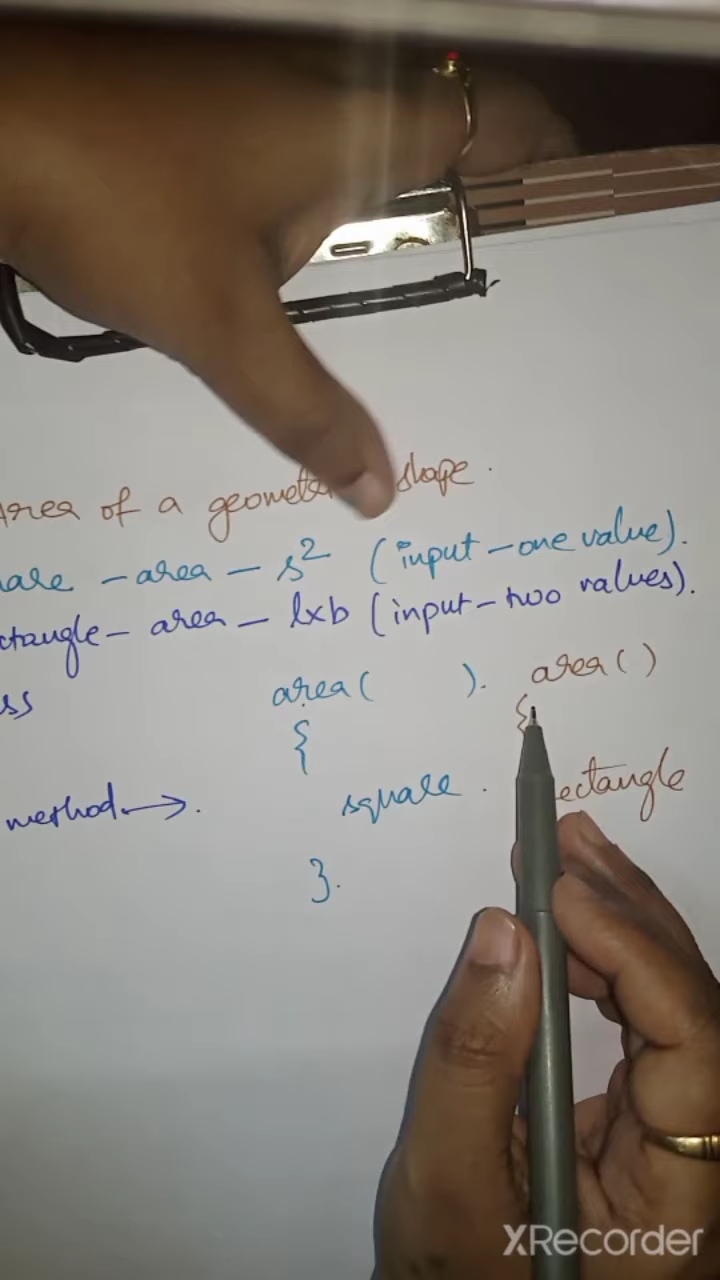 Area of a geomet shape.
uare - area - s² (input - one value).
ctangle - area - lxb (input - two values).
ss area( ). area()
{ {
method → square. ectangle
}.
XRecorder